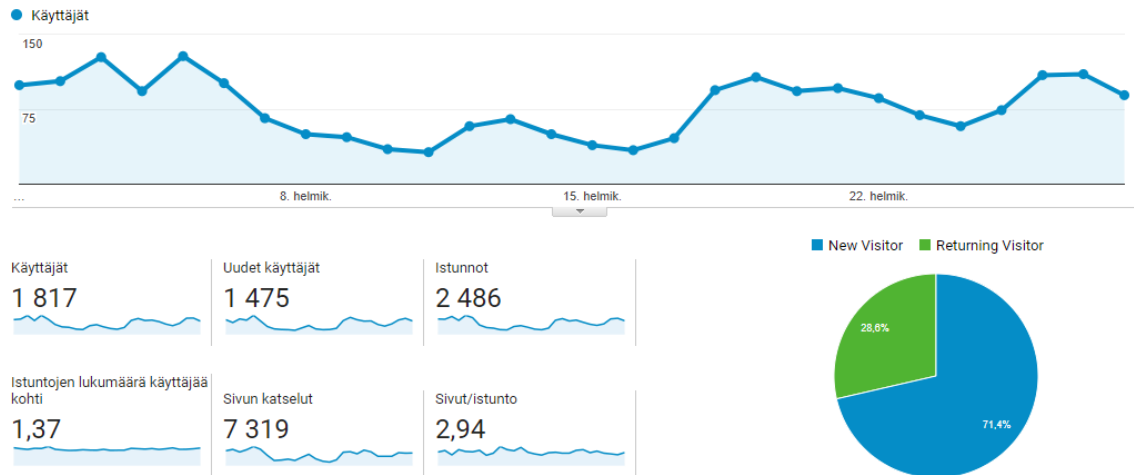 Käyttäjät
150
75
...
8. helmik.
15. helmik.
22. helmik.
New Visitor
Returning Visitor
Käyttäjät
1 817
Uudet käyttäjät
1 475
Istunnot
2 486
Istuntojen lukumäärä käyttäjää
kohti
1,37
Sivun katselut
7 319
Sivut/istunto
2,94
28,6%
71,4%